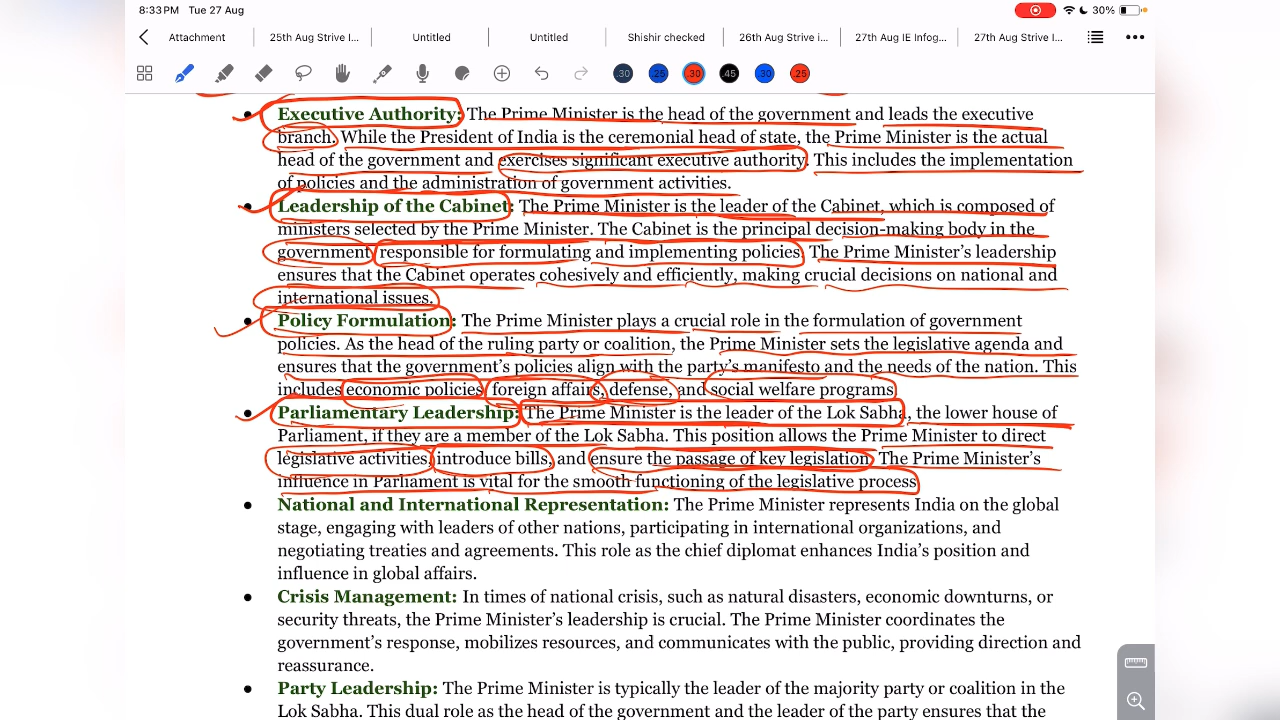 8:33 PM Tue 27 Aug
30%
Attachment
25th Aug Strive I...
Untitled
Untitled
Shishir checked
26th Aug Strive i...
27th Aug IE Infog...
27th Aug Strive I...
.30 .25 .30 .45 .30 .25
• Executive Authority: The Prime Minister is the head of the government and leads the executive
branch. While the President of India is the ceremonial head of state, the Prime Minister is the actual
head of the government and exercises significant executive authority. This includes the implementation
of policies and the administration of government activities.
• Leadership of the Cabinet: The Prime Minister is the leader of the Cabinet, which is composed of
ministers selected by the Prime Minister. The Cabinet is the principal decision-making body in the
government responsible for formulating and implementing policies. The Prime Minister's leadership
ensures that the Cabinet operates cohesively and efficiently, making crucial decisions on national and
international issues.
• Policy Formulation: The Prime Minister plays a crucial role in the formulation of government
policies. As the head of the ruling party or coalition, the Prime Minister sets the legislative agenda and
ensures that the government's policies align with the party's manifesto and the needs of the nation. This
includes economic policies, foreign affairs, defense, and social welfare programs.
• Parliamentary Leadership: The Prime Minister is the leader of the Lok Sabha, the lower house of
Parliament, if they are a member of the Lok Sabha. This position allows the Prime Minister to direct
legislative activities, introduce bills, and ensure the passage of key legislation. The Prime Minister's
influence in Parliament is vital for the smooth functioning of the legislative process.
• National and International Representation: The Prime Minister represents India on the global
stage, engaging with leaders of other nations, participating in international organizations, and
negotiating treaties and agreements. This role as the chief diplomat enhances India's position and
influence in global affairs.
• Crisis Management: In times of national crisis, such as natural disasters, economic downturns, or
security threats, the Prime Minister's leadership is crucial. The Prime Minister coordinates the
government's response, mobilizes resources, and communicates with the public, providing direction and
reassurance.
• Party Leadership: The Prime Minister is typically the leader of the majority party or coalition in the
Lok Sabha. This dual role as the head of the government and the leader of the party ensures that the